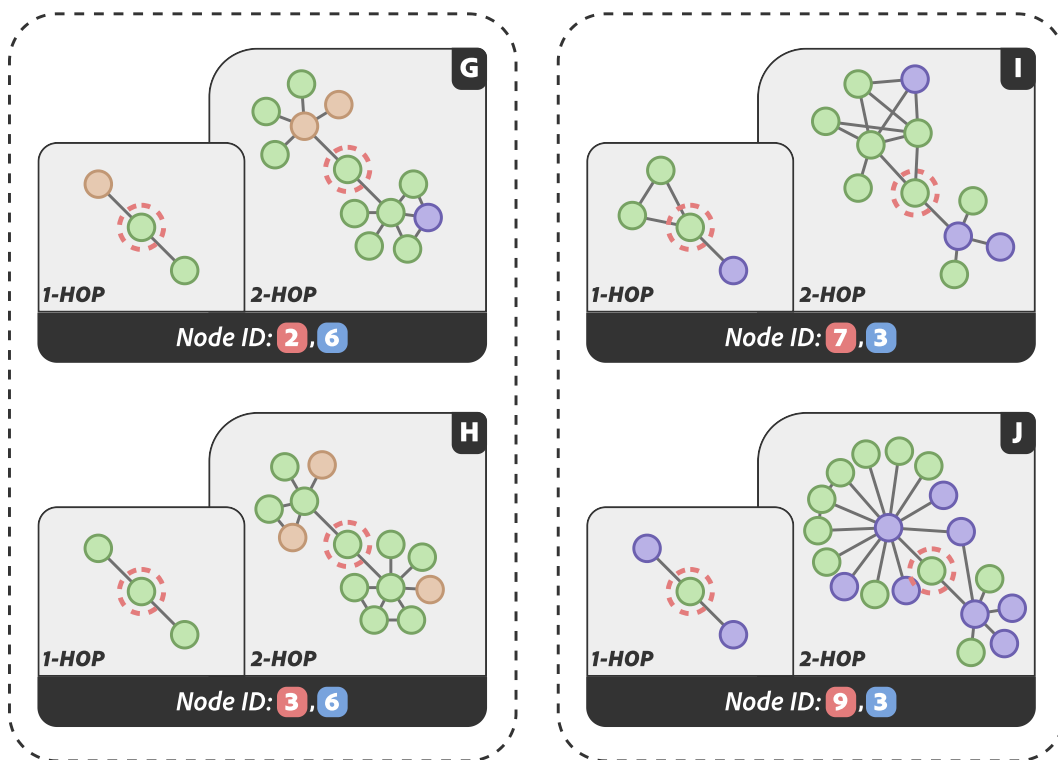 G
1-HOP
2-HOP
Node ID: 2, 6
H
1-HOP
2-HOP
Node ID: 3, 6
I
1-HOP
2-HOP
Node ID: 7, 3
J
1-HOP
2-HOP
Node ID: 9, 3